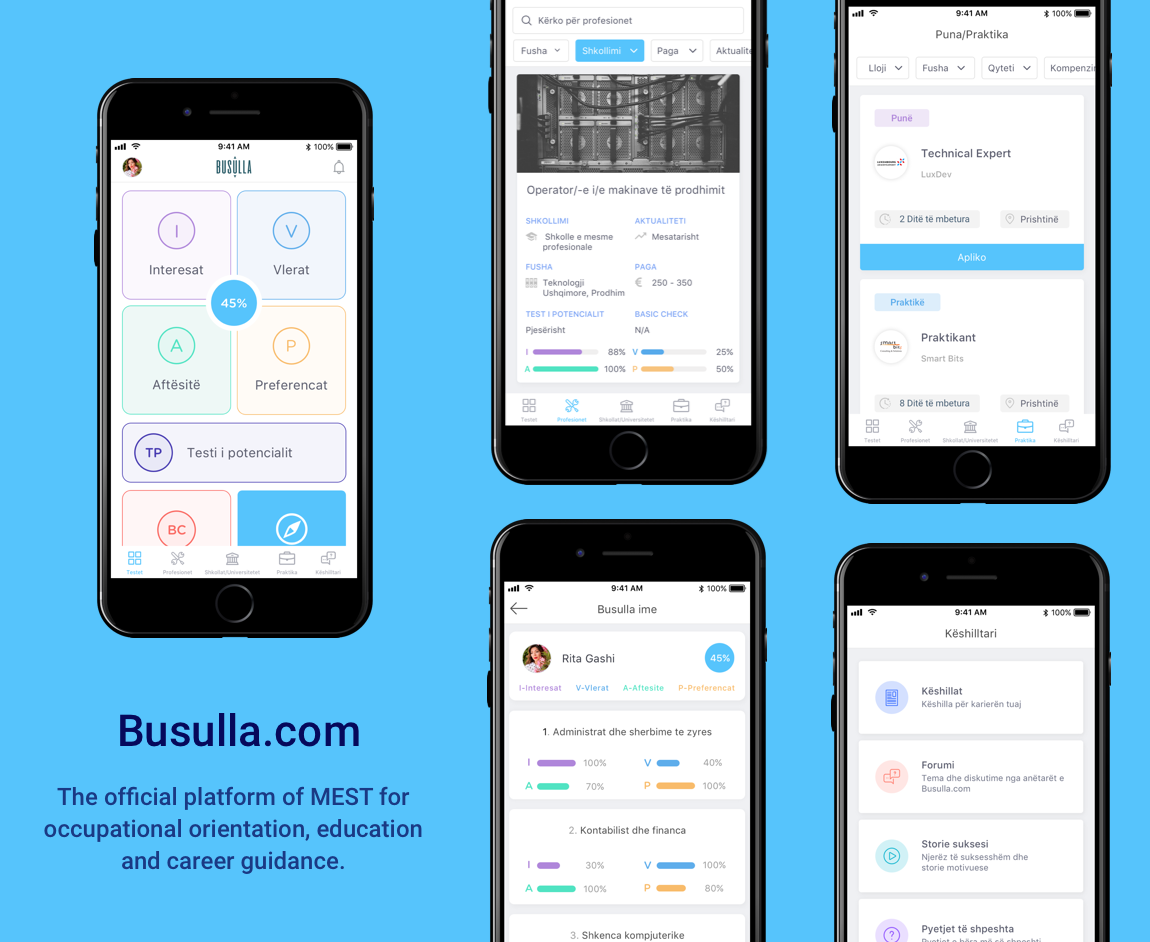 9:41 AM
100%
BUSULLA
I
Interesat
V
Vlerat
45%
A
Aftësitë
P
Preferencat
TP
Testi i potencialit
BC
Testet
Profesionet
Shkollat/Universitetet
Praktika
Këshilltari
Busulla.com
The official platform of MEST for
occupational orientation, education
and career guidance.
Kërko për profesionet
Fusha
Shkollimi
Paga
Aktualite
Operator/-e i/e makinave të prodhimit
SHKOLLIMI
AKTUALITETI
Shkolle e mesme
profesionale
Mesatarisht
FUSHA
PAGA
Teknologji
Ushqimore, Prodhim
250 - 350
TEST I POTENCIALIT
BASIC CHECK
Pjesërisht
N/A
I 88% V 25%
A 100% P 50%
Testet
Profesionet
Shkollat/Universitetet
Praktika
Këshilltari
9:41 AM
100%
Puna/Praktika
Lloji
Fusha
Qyteti
Kompenzim
Punë
Technical Expert
LuxDev
2 Ditë të mbetura
Prishtinë
Apliko
Praktikë
Praktikant
Smart Bits
8 Ditë të mbetura
Prishtinë
Testet
Profesionet
Shkollat/Universitetet
Praktika
Këshilltari
9:41 AM
100%
Busulla ime
Rita Gashi
45%
I-Interesat V-Vlerat A-Aftesite P-Preferencat
1. Administrat dhe sherbime te zyres
I 100% V 40%
A 70% P 100%
2. Kontabilist dhe financa
I 30% V 100%
A 100% P 80%
3. Shkenca kompjuterike
9:41 AM
100%
Këshilltari
Këshillat
Këshilla për karierën tuaj
Forumi
Tema dhe diskutime nga anëtarët e
Busulla.com
Storie suksesi
Njerëz të suksesshëm dhe
storie motivuese
Pyetjet të shpeshta
Pyetjet e bëra më së shpeshti